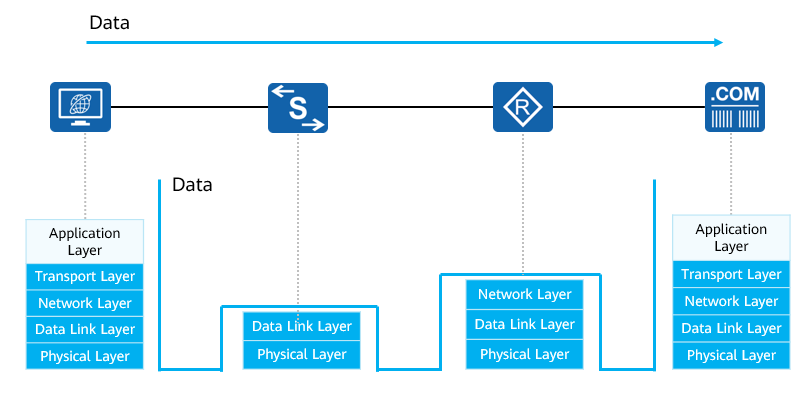 Data
S
R
.COM
Data
Application
Layer
Transport Layer
Network Layer
Data Link Layer
Physical Layer
Data Link Layer
Physical Layer
Network Layer
Data Link Layer
Physical Layer
Application
Layer
Transport Layer
Network Layer
Data Link Layer
Physical Layer